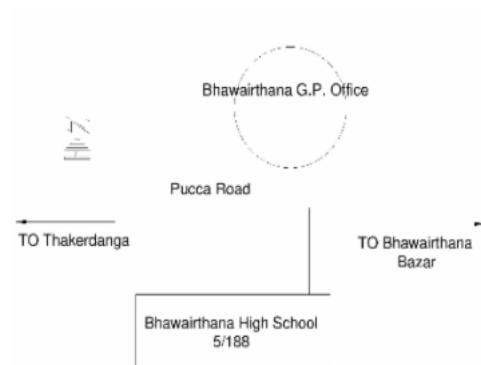 Bhawairthana G.P. Office
N
Pucca Road
TO Thakerdanga
TO Bhawairthana
Bazar
Bhawairthana High School
5/188